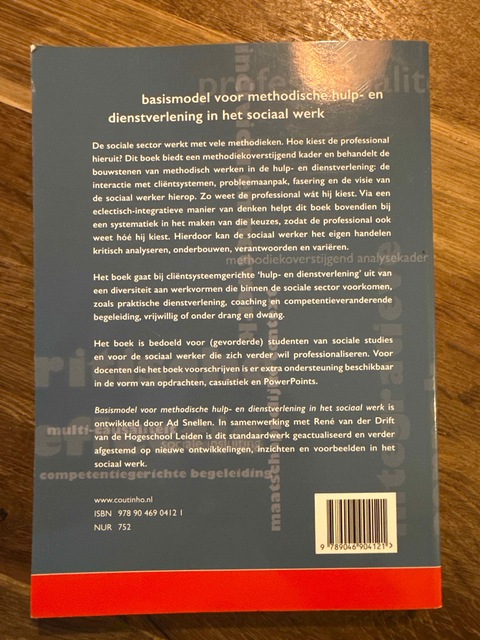 professionalit
basismodel voor methodische hulp- en
dienstverlening in het sociaal werk
De sociale sector werkt met vele methodieken. Hoe kiest de professional
hieruit? Dit boek biedt een methodiekoverstijgend kader en behandelt de
bouwstenen van methodisch werken in de hulp- en dienstverlening: de
interactie met cliëntsystemen, probleemaanpak, fasering en de visie van
de sociaal werker hierop. Zo weet de professional wát hij kiest. Via een
eclectisch-integratieve manier van denken helpt dit boek bovendien bij
een systematiek in het maken van die keuzes, zodat de professional ook
weet hóé hij kiest. Hierdoor kan de sociaal werker het eigen handelen
kritisch analyseren, onderbouwen, verantwoorden en variëren.
methodiekoverstijgend analysekader
Het boek gaat bij cliëntsysteemgerichte 'hulp- en dienstverlening' uit van
een diversiteit aan werkvormen die binnen de sociale sector voorkomen,
zoals praktische dienstverlening, coaching en competentieveranderende
begeleiding, vrijwillig of onder drang en dwang.
Het boek is bedoeld voor (gevorderde) studenten van sociale studies
en voor de sociaal werker die zich verder wil professionaliseren. Voor
docenten die het boek voorschrijven is er extra ondersteuning beschikbaar
in de vorm van opdrachten, casuïstiek en PowerPoints.
Basismodel voor methodische hulp- en dienstverlening in het sociaal werk is
ontwikkeld door Ad Snellen. In samenwerking met René van der Drift
multi-causaliteit
van de Hogeschool Leiden is dit standaardwerk geactualiseerd en verder
afgestemd op nieuwe ontwikkelingen, inzichten en voorbeelden in het
sociaal werk.
competentiegerichte begeleiding
www.coutinho.nl
ISBN 978 90 469 0412 1
NUR 752
9 789046 904121 >